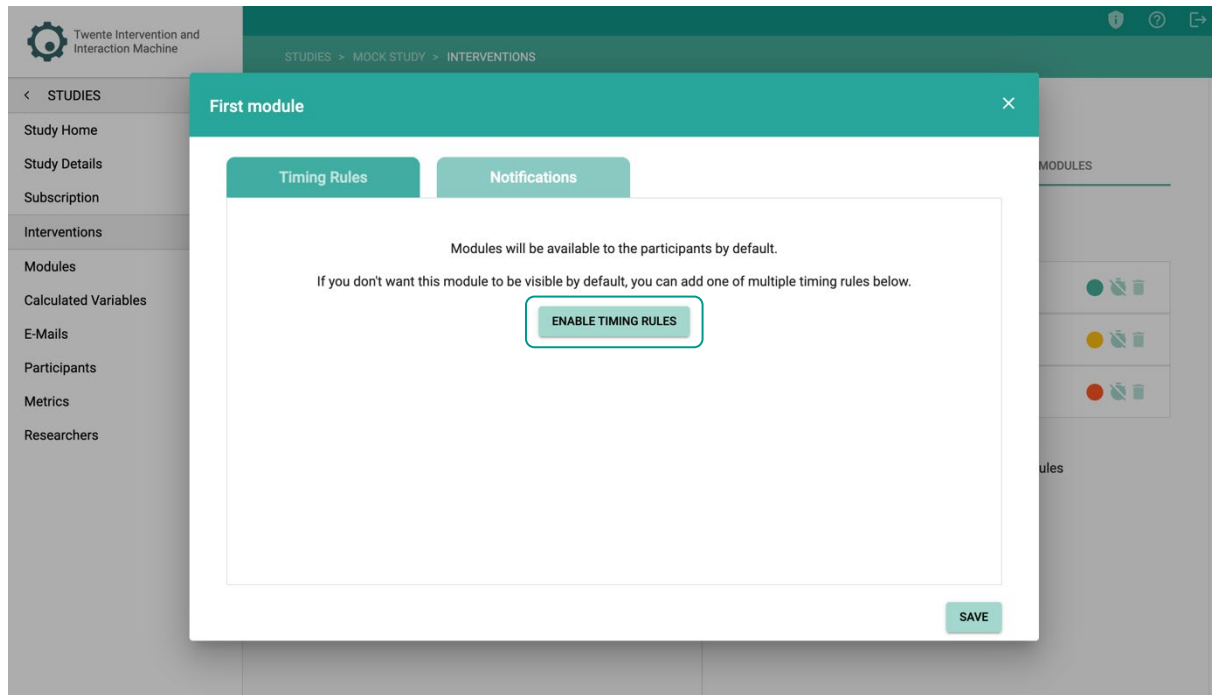 Twente Intervention and
Interaction Machine
STUDIES > MOCK STUDY > INTERVENTIONS
< STUDIES
Study Home
Study Details
Subscription
Interventions
Modules
Calculated Variables
E-Mails
Participants
Metrics
Researchers
First module
Timing Rules
Notifications
Modules will be available to the participants by default.
If you don't want this module to be visible by default, you can add one of multiple timing rules below.
ENABLE TIMING RULES
SAVE
MODULES
ules